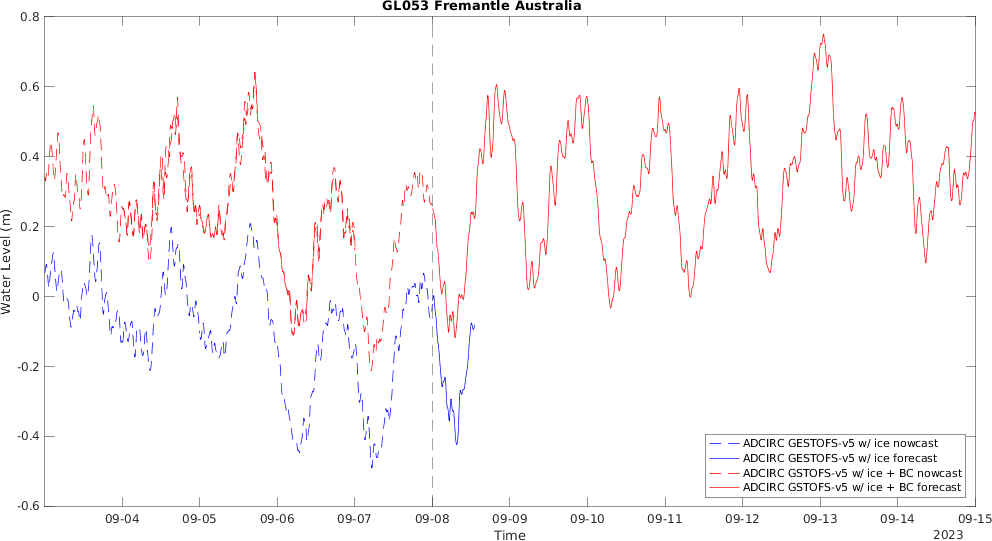 GL053 Fremantle Australia
0.8
0.6
0.4
0.2
0
-0.2
-0.4
-0.6
Water Level (m)
ADCIRC GESTOFS-v5 w/ ice nowcast
ADCIRC GESTOFS-v5 w/ ice forecast
ADCIRC GSTOFS-v5 w/ ice + BC nowcast
ADCIRC GSTOFS-v5 w/ ice + BC forecast
09-04 09-05 09-06 09-07 09-08 09-09 09-10 09-11 09-12 09-13 09-14 09-15
Time
2023